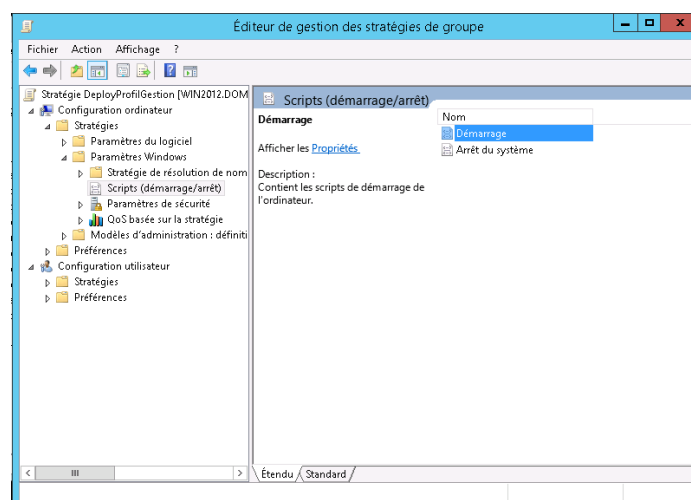 Éditeur de gestion des stratégies de groupe
Fichier Action Affichage ?
Stratégie DeployProfilGestion [WIN2012.DOM
Configuration ordinateur
Stratégies
Paramètres du logiciel
Paramètres Windows
Stratégie de résolution de nom
Scripts (démarrage/arrêt)
Paramètres de sécurité
QoS basée sur la stratégie
Modèles d'administration : définiti
Préférences
Configuration utilisateur
Stratégies
Préférences
Scripts (démarrage/arrêt)
Démarrage
Afficher les Propriétés
Description :
Contient les scripts de démarrage de
l'ordinateur.
Nom
Démarrage
Arrêt du système
Étendu Standard